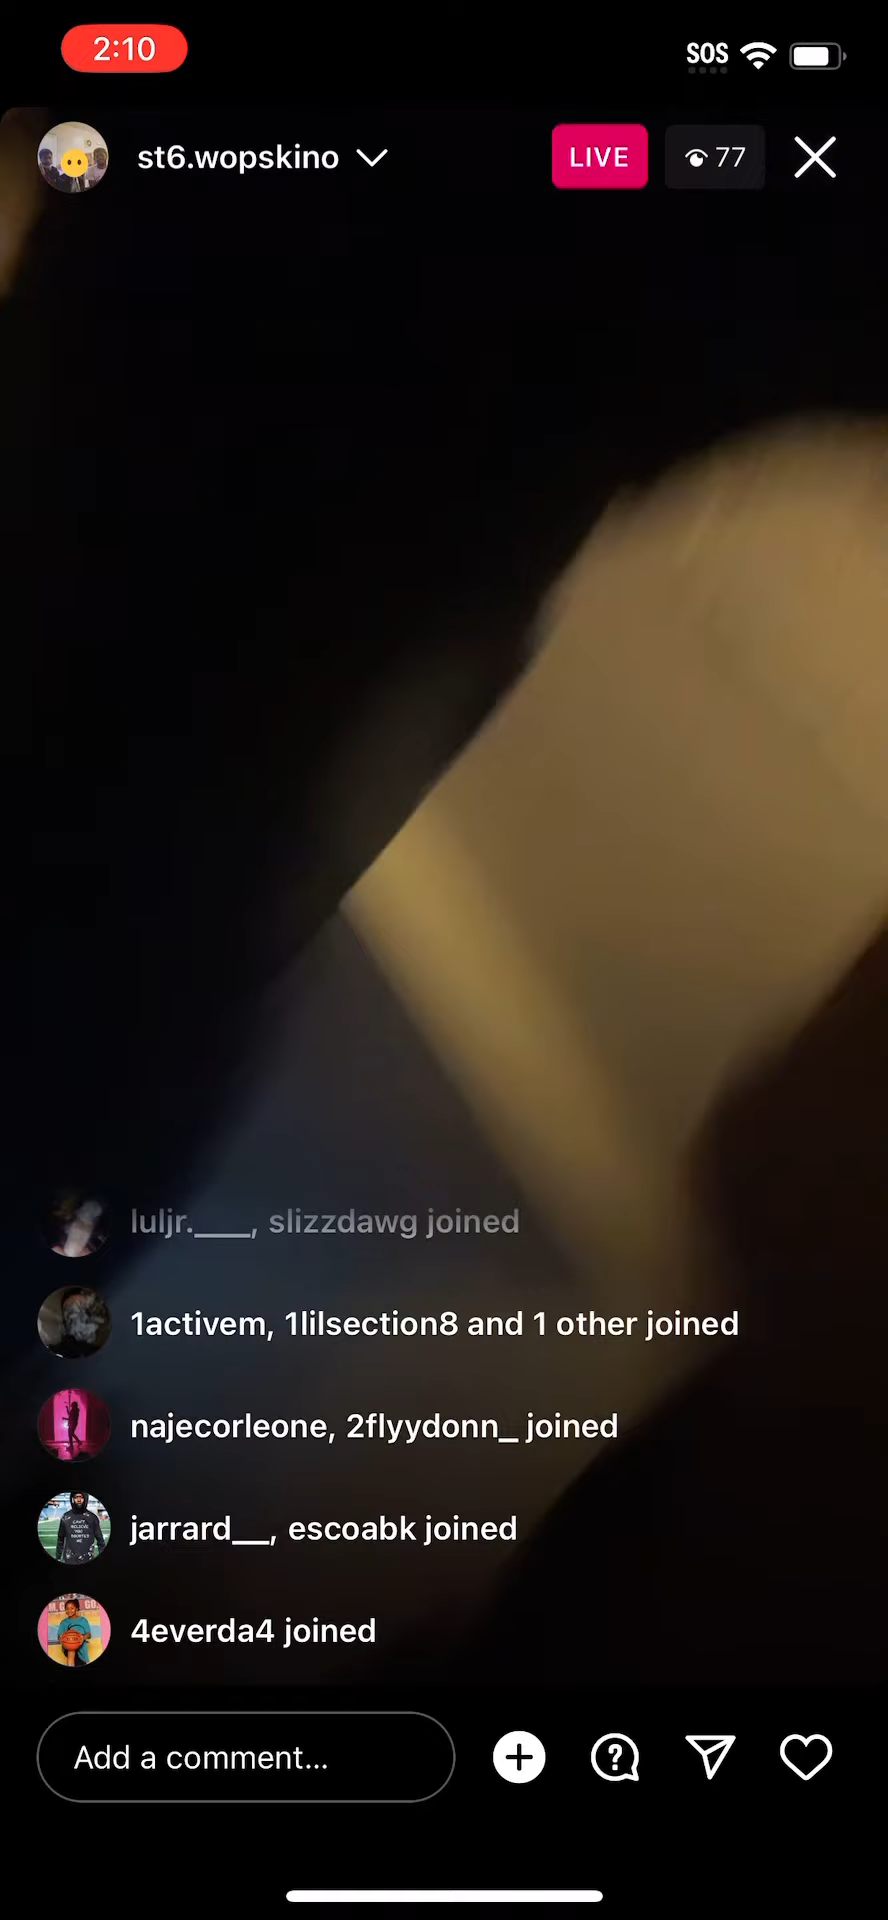 2:10
SOS
st6.wopskino
LIVE
77
luljr.____, slizzdawg joined
1activem, 1lilsection8 and 1 other joined
najecorleone, 2flyydonn_ joined
jarrard__, escoabk joined
4everda4 joined
Add a comment...